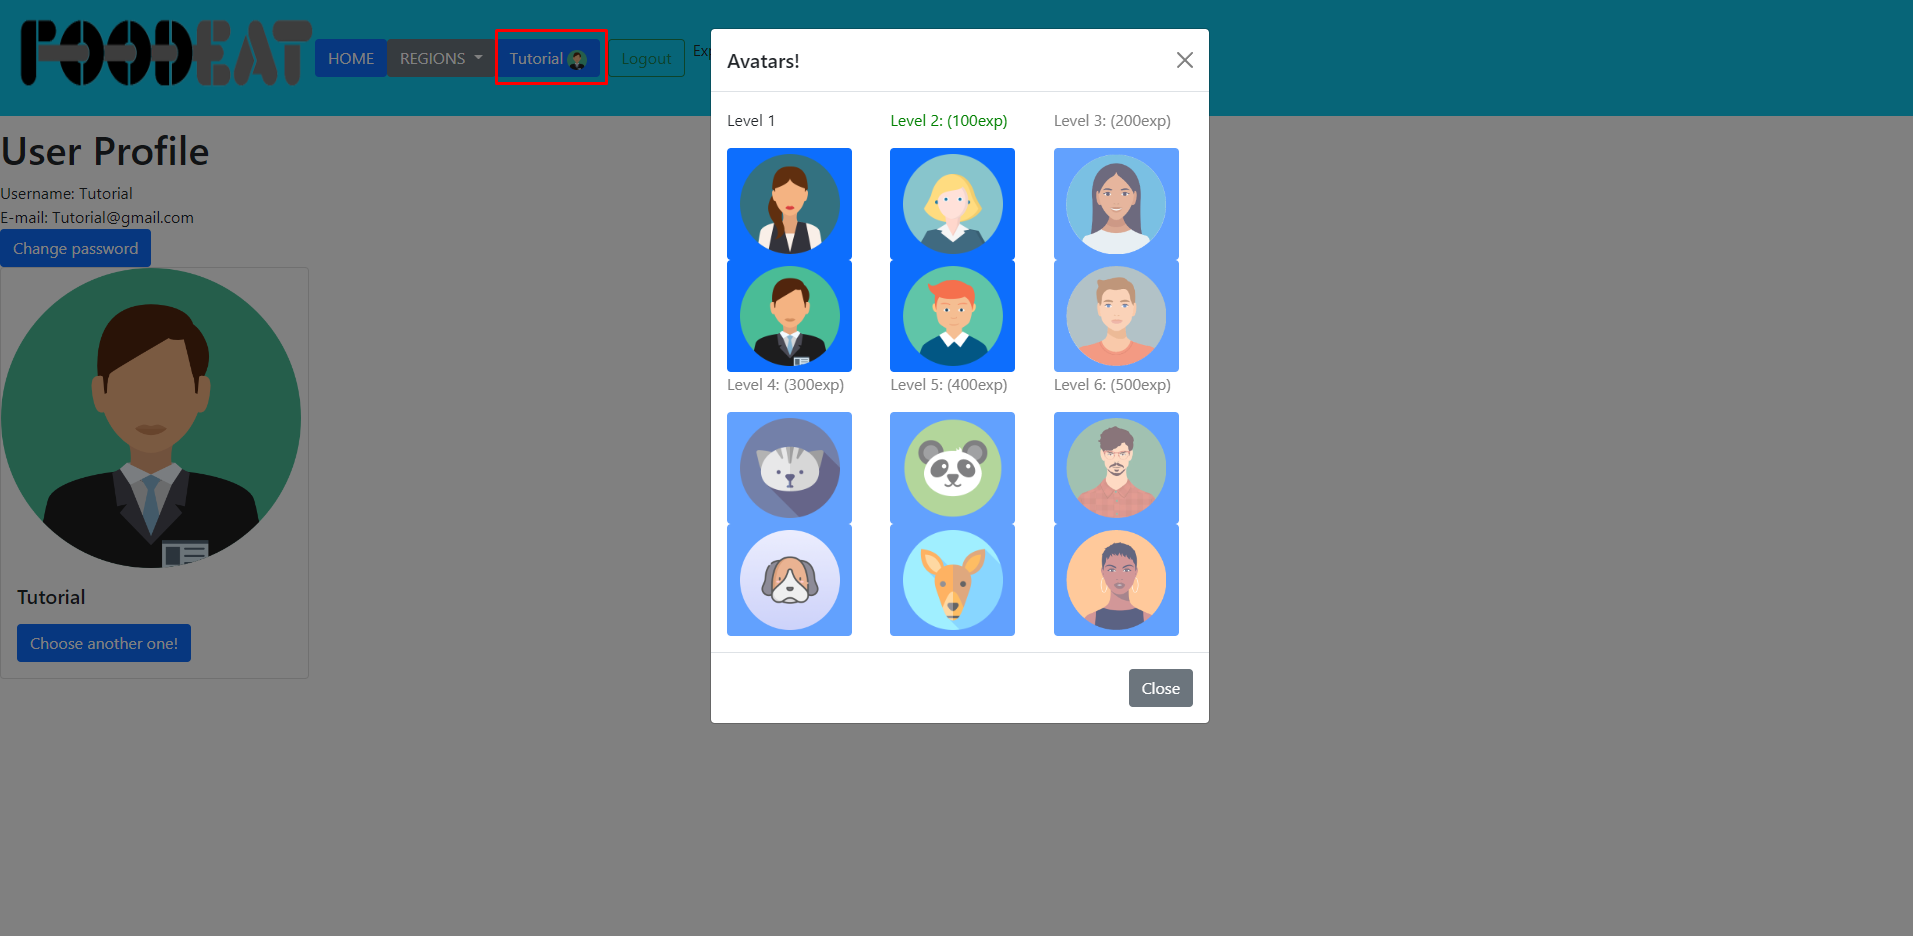 FOODEAT
HOME
REGIONS
Tutorial
Logout
User Profile
Username: Tutorial
E-mail: Tutorial@gmail.com
Change password
Tutorial
Choose another one!
Avatars!
Level 1
Level 2: (100exp)
Level 3: (200exp)
Level 4: (300exp)
Level 5: (400exp)
Level 6: (500exp)
Close